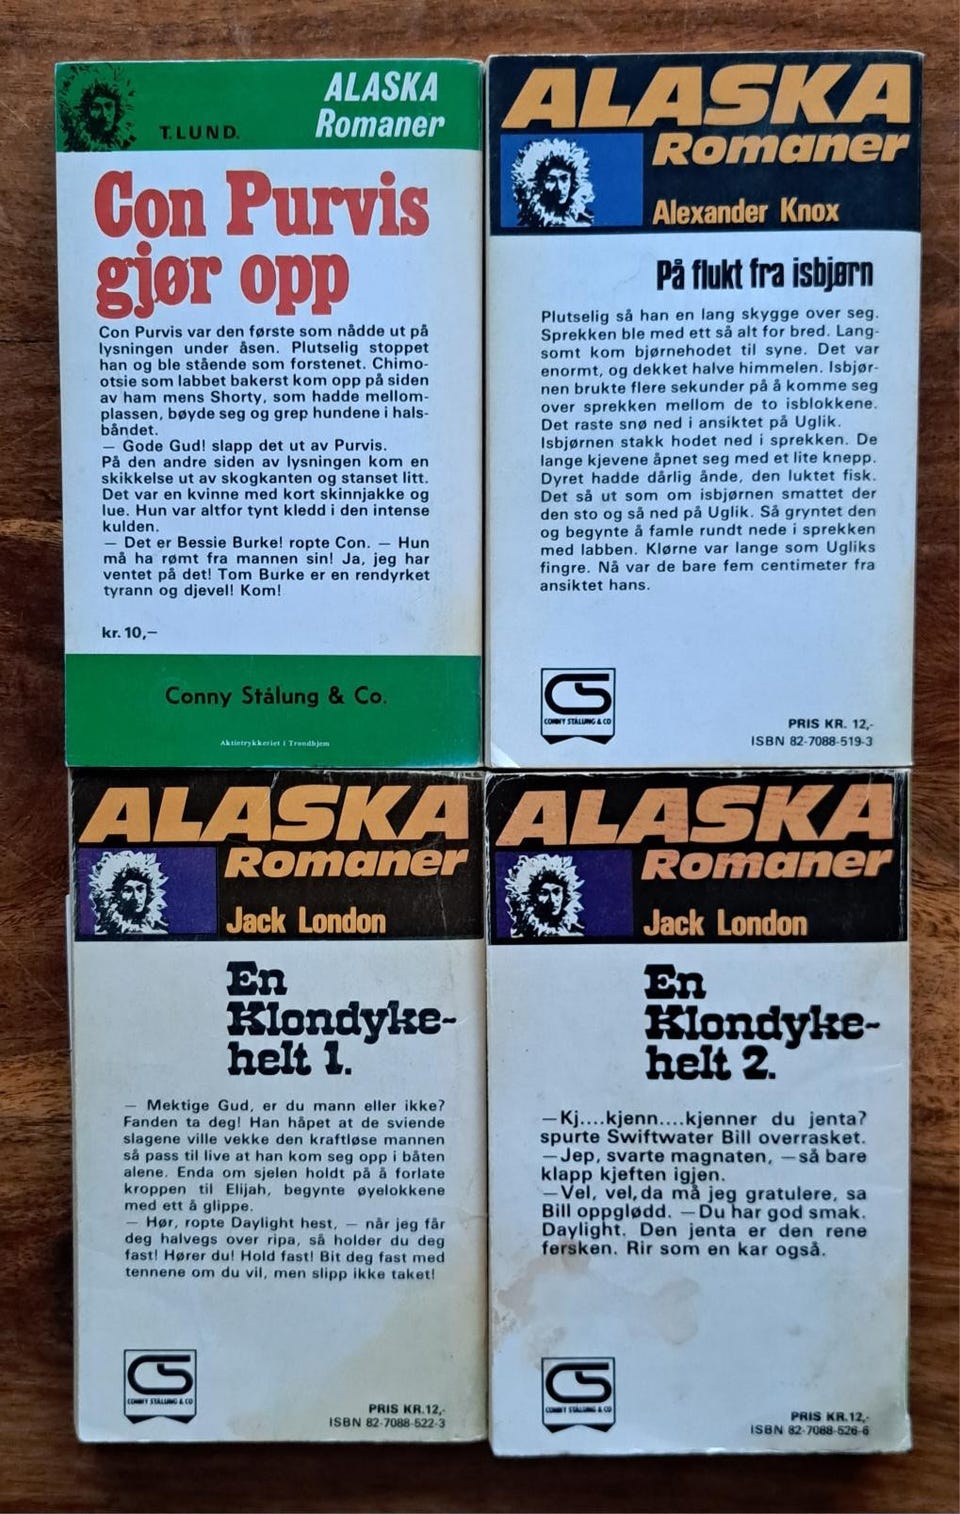 T. LUND.
ALASKA
Romaner
Con Purvis
gjør opp
Con Purvis var den første som nådde ut på
lysningen under åsen. Plutselig stoppet
han og ble stående som forstenet. Chimo-
otsie som labbet bakerst kom opp på siden
av ham mens Shorty, som hadde mellom-
plassen, bøyde seg og grep hundene i hals-
båndet.
— Gode Gud! slapp det ut av Purvis.
På den andre siden av lysningen kom en
skikkelse ut av skogkanten og stanset litt.
Det var en kvinne med kort skinnjakke og
lue. Hun var altfor tynt kledd i den intense
kulden.
— Det er Bessie Burke! ropte Con. — Hun
må ha rømt fra mannen sin! Ja, jeg har
ventet på det! Tom Burke er en rendyrket
tyrann og djevel! Kom!
kr. 10,—
Conny Stålung & Co.
Aktietrykkeriet i Trondhjem
ALASKA
Romaner
Alexander Knox
På flukt fra isbjørn
Plutselig så han en lang skygge over seg.
Sprekken ble med ett så alt for bred. Lang-
somt kom bjørnehodet til syne. Det var
enormt, og dekket halve himmelen. Isbjør-
nen brukte flere sekunder på å komme seg
over sprekken mellom de to isblokkene.
Det raste snø ned i ansiktet på Uglik.
Isbjørnen stakk hodet ned i sprekken. De
lange kjevene åpnet seg med et lite knepp.
Dyret hadde dårlig ånde, den luktet fisk.
Det så ut som om isbjørnen smattet der
den sto og så ned på Uglik. Så gryntet den
og begynte å famle rundt nede i sprekken
med labben. Klørne var lange som Ugliks
fingre. Nå var de bare fem centimeter fra
ansiktet hans.
CS
CONNY STÅLUNG & CO
PRIS KR. 12,-
ISBN 82-7088-519-3
ALASKA
Romaner
Jack London
En
Klondyke-
helt 1.
— Mektige Gud, er du mann eller ikke?
Fanden ta deg! Han håpet at de sviende
slagene ville vekke den kraftløse mannen
så pass til live at han kom seg opp i båten
alene. Enda om sjelen holdt på å forlate
kroppen til Elijah, begynte øyelokkene
med ett å glippe.
— Hør, ropte Daylight hest, — når jeg får
deg halvegs over ripa, så holder du deg
fast! Hører du! Hold fast! Bit deg fast med
tennene om du vil, men slipp ikke taket!
CS
CONNY STÅLUNG & CO
PRIS KR.12,-
ISBN 82-7088-522-3
ALASKA
Romaner
Jack London
En
Klondyke-
helt 2.
—Kj....kjenn....kjenner du jenta?
spurte Swiftwater Bill overrasket.
—Jep, svarte magnaten, —så bare
klapp kjeften igjen.
—Vel, vel, da må jeg gratulere, sa
Bill oppglødd. —Du har god smak.
Daylight. Den jenta er den rene
fersken. Rir som en kar også.
CS
CONNY STÅLUNG & CO
PRIS KR.12,-
ISBN 82-7088-526-6